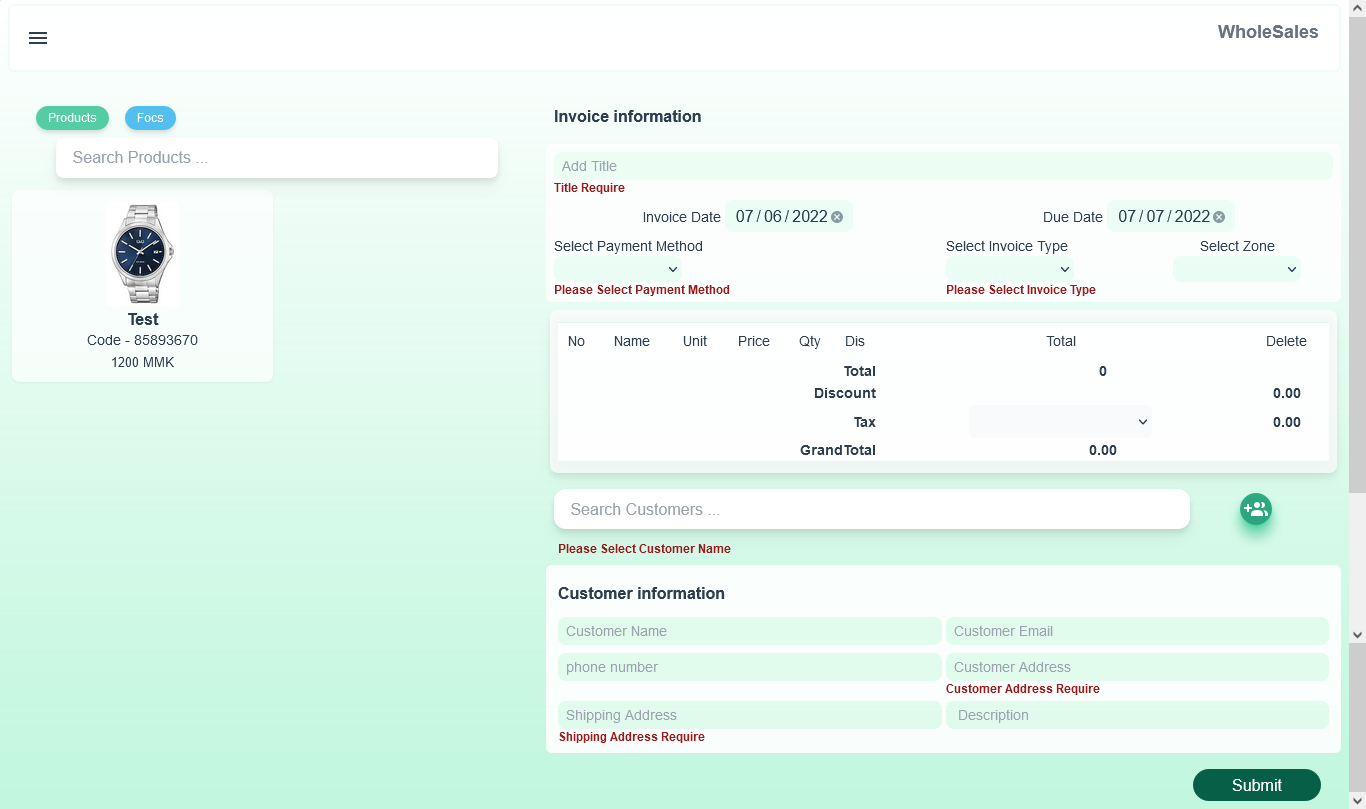 WholeSales
Products Focs
Search Products ...
Test
Code - 85893670
1200 MMK
Invoice information
Add Title
Title Require
Invoice Date 07 / 06 / 2022 Due Date 07 / 07 / 2022
Select Payment Method Select Invoice Type Select Zone
Please Select Payment Method Please Select Invoice Type
No Name Unit Price Qty Dis Total Delete
Total 0
Discount 0.00
Tax 0.00
GrandTotal 0.00
Search Customers ...
Please Select Customer Name
Customer information
Customer Name Customer Email
phone number Customer Address
Customer Address Require
Shipping Address Description
Shipping Address Require
Submit